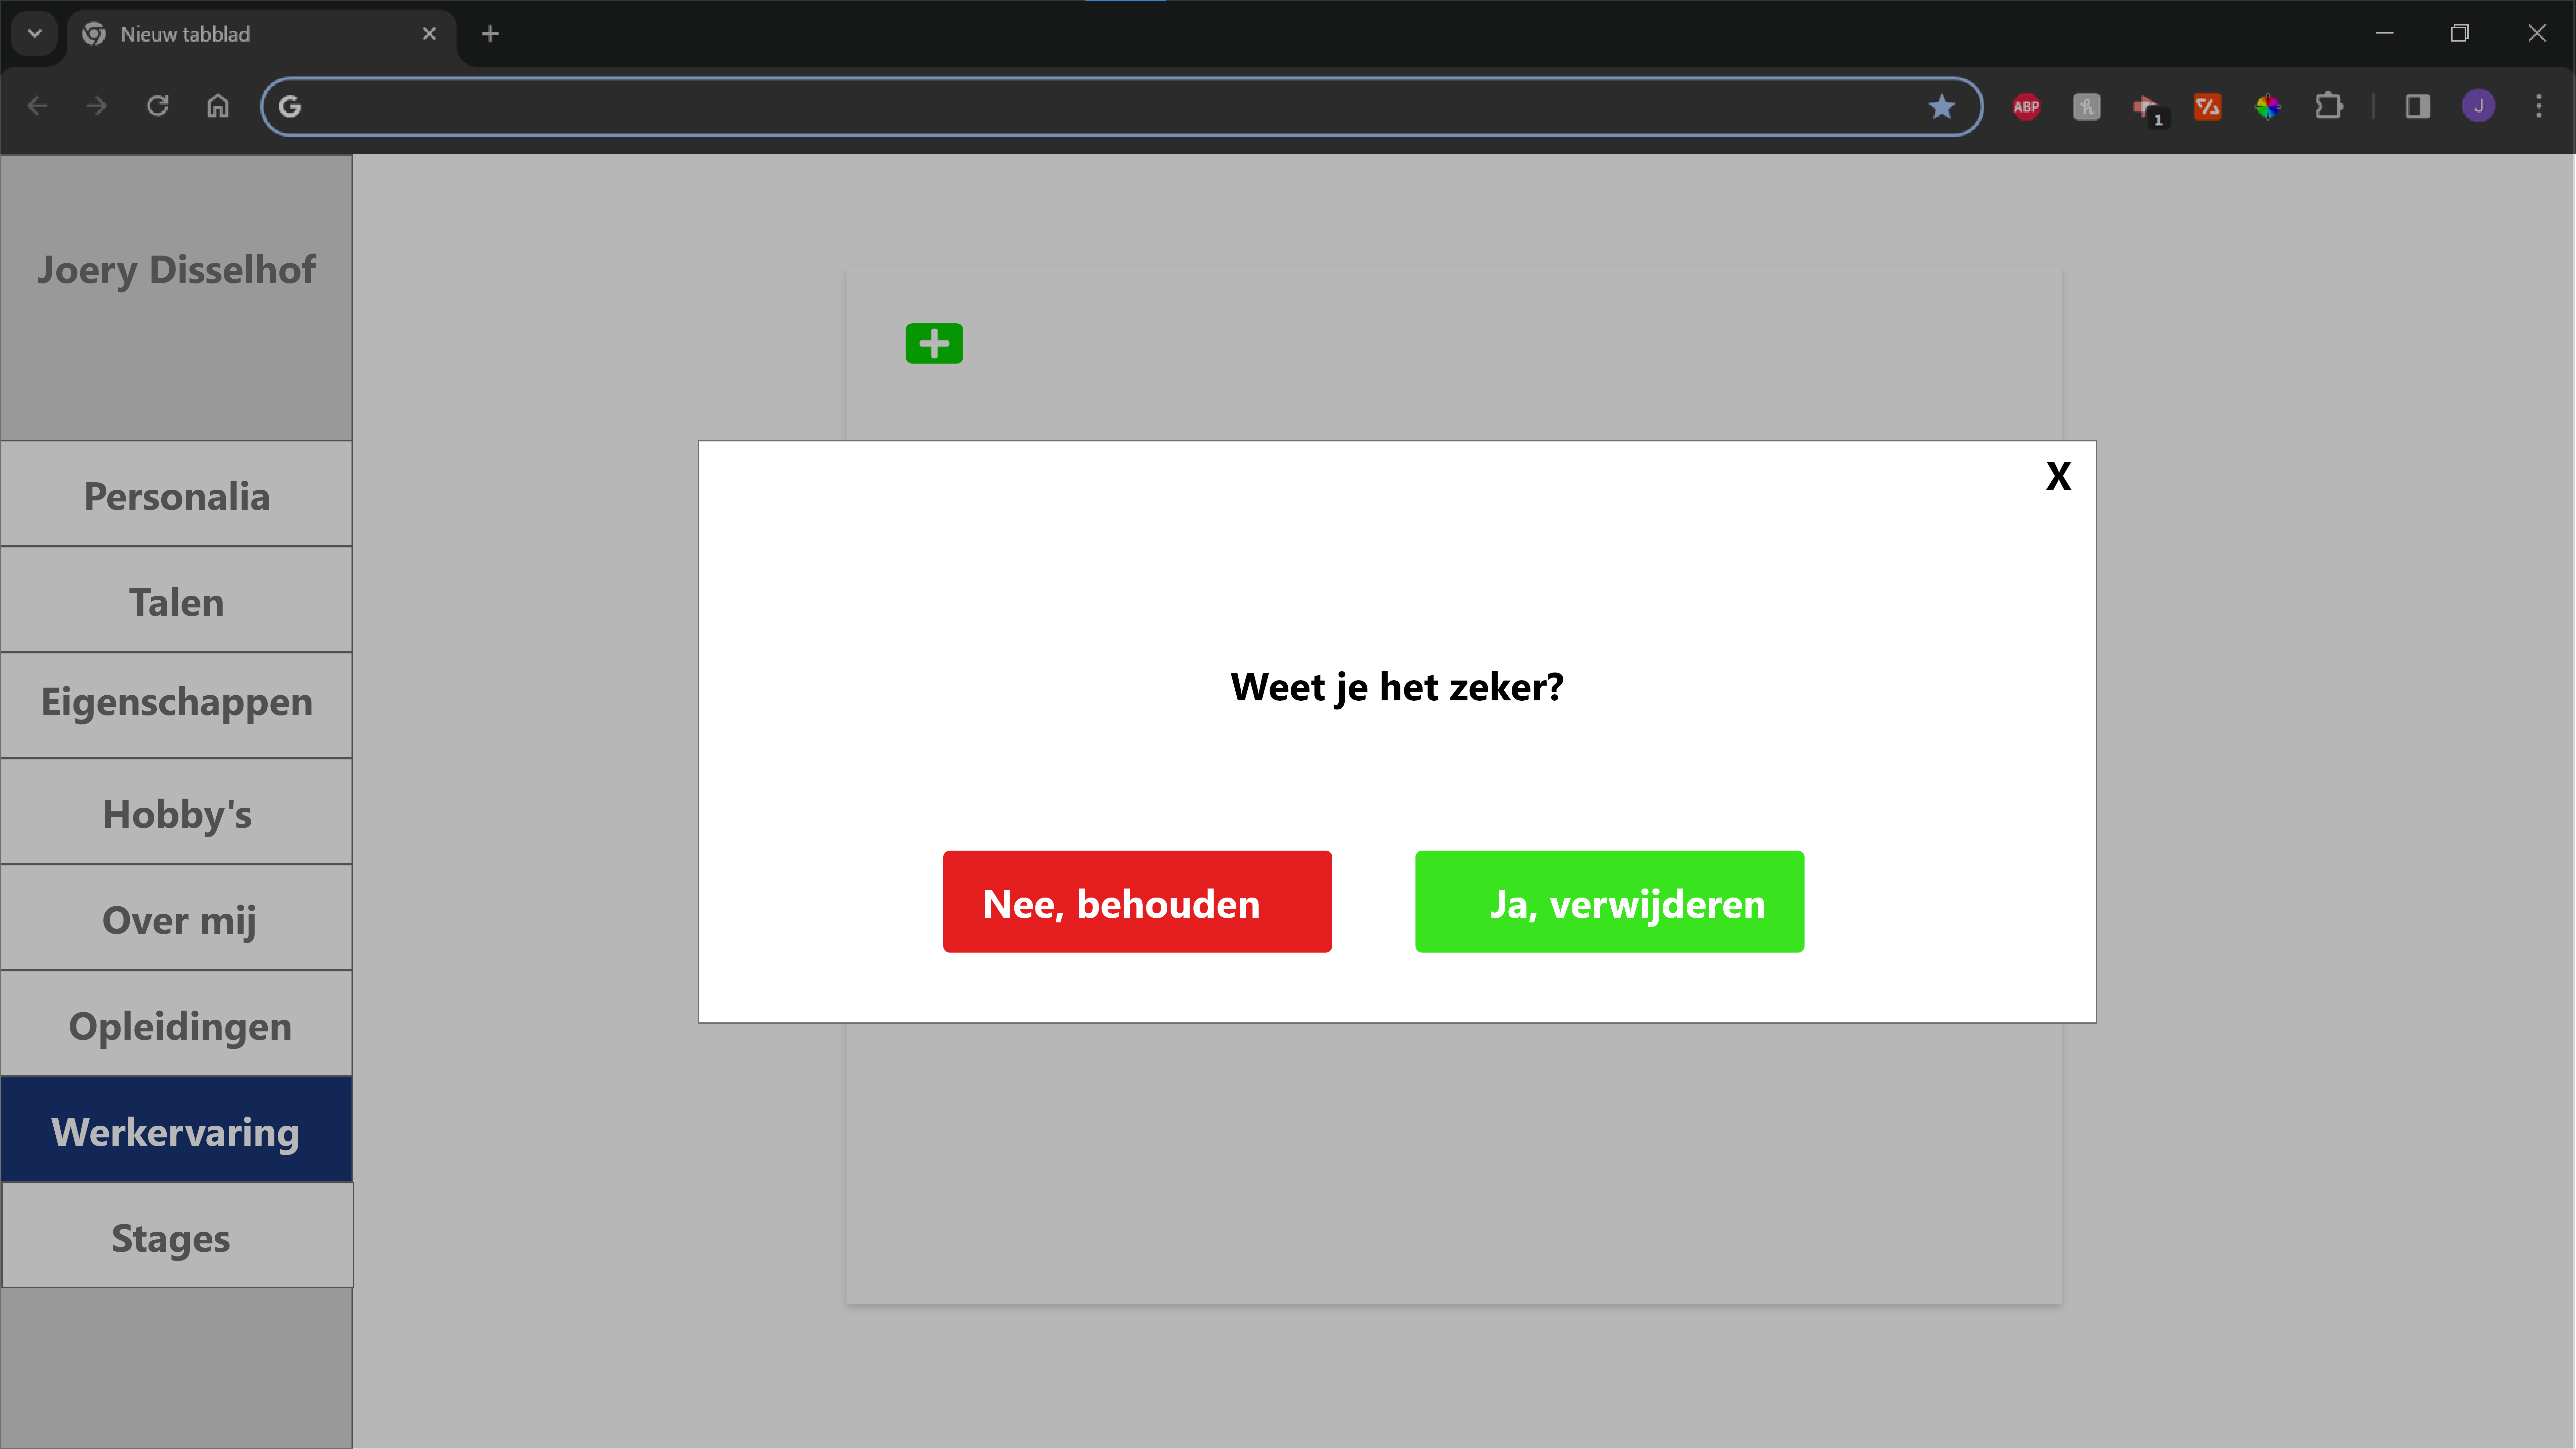 Nieuw tabblad
G
ABP
1
J
Joery Disselhof
Personalia
Talen
Eigenschappen
Hobby's
Over mij
Opleidingen
Werkervaring
Stages
X
Weet je het zeker?
Nee, behouden
Ja, verwijderen